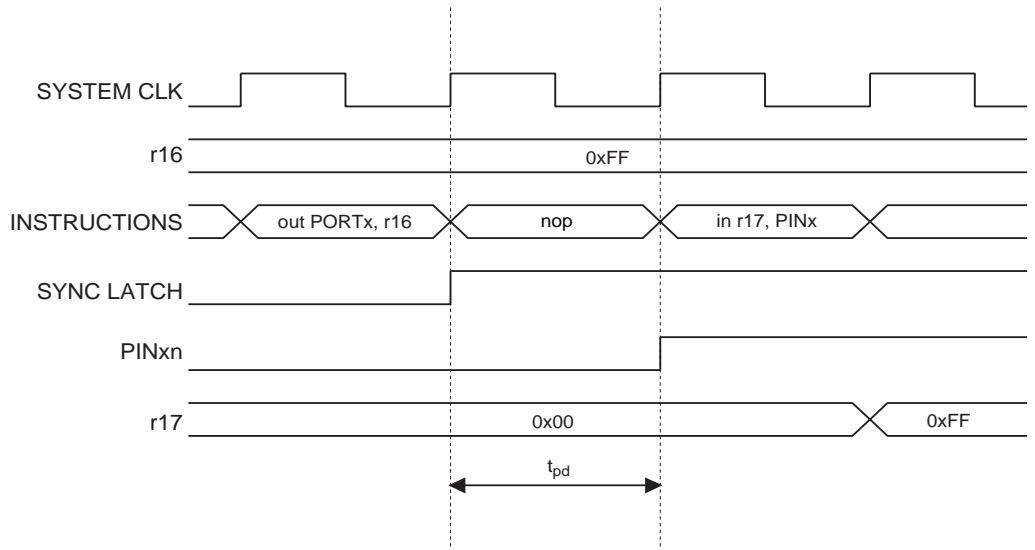 SYSTEM CLK
r16
0xFF
INSTRUCTIONS
out PORTx, r16
nop
in r17, PINx
SYNC LATCH
PINxn
r17
0x00
0xFF
tpd